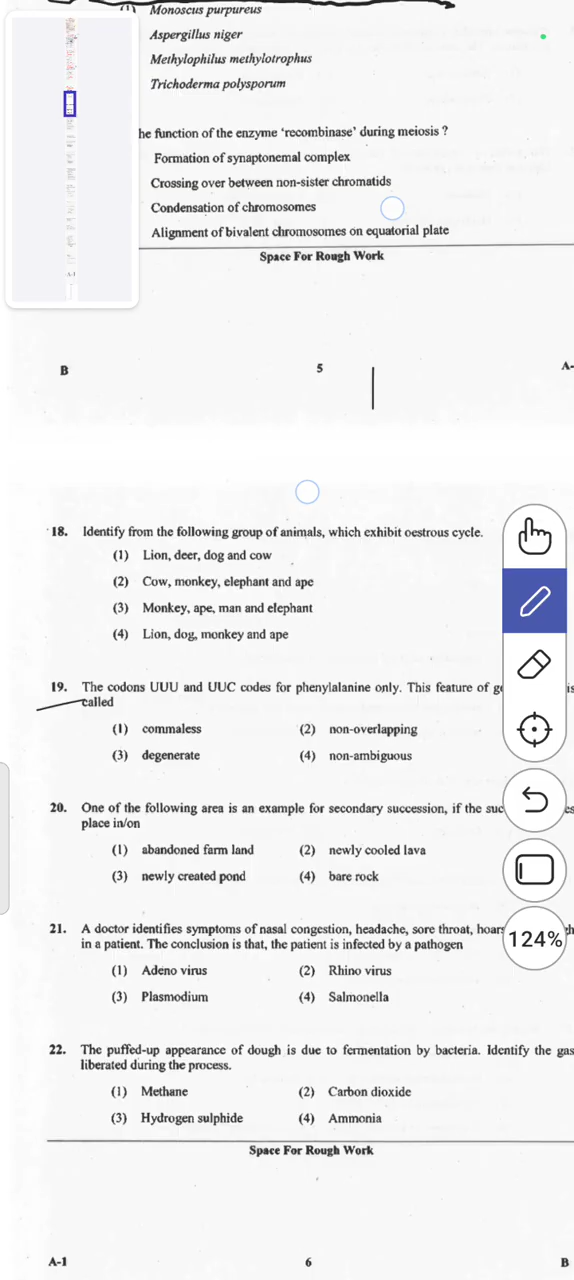 (1) Monoscus purpureus
Aspergillus niger
Methylophilus methylotrophus
Trichoderma polysporum
he function of the enzyme ‘recombinase’ during meiosis ?
Formation of synaptonemal complex
Crossing over between non-sister chromatids
Condensation of chromosomes
Alignment of bivalent chromosomes on equatorial plate
Space For Rough Work
B 5 A-
18. Identify from the following group of animals, which exhibit oestrous cycle.
(1) Lion, deer, dog and cow
(2) Cow, monkey, elephant and ape
(3) Monkey, ape, man and elephant
(4) Lion, dog, monkey and ape
19. The codons UUU and UUC codes for phenylalanine only. This feature of is
called
(1) commaless (2) non-overlapping
(3) degenerate (4) non-ambiguous
20. One of the following area is an example for secondary succession, if the suc es
place in/on
(1) abandoned farm land (2) newly cooled lava
(3) newly created pond (4) bare rock
21. A doctor identifies symptoms of nasal congestion, headache, sore throat, hoars gh
in a patient. The conclusion is that, the patient is infected by a pathogen
124%
(1) Adeno virus (2) Rhino virus
(3) Plasmodium (4) Salmonella
22. The puffed-up appearance of dough is due to fermentation by bacteria. Identify the gas
liberated during the process.
(1) Methane (2) Carbon dioxide
(3) Hydrogen sulphide (4) Ammonia
Space For Rough Work
A-1 6 B